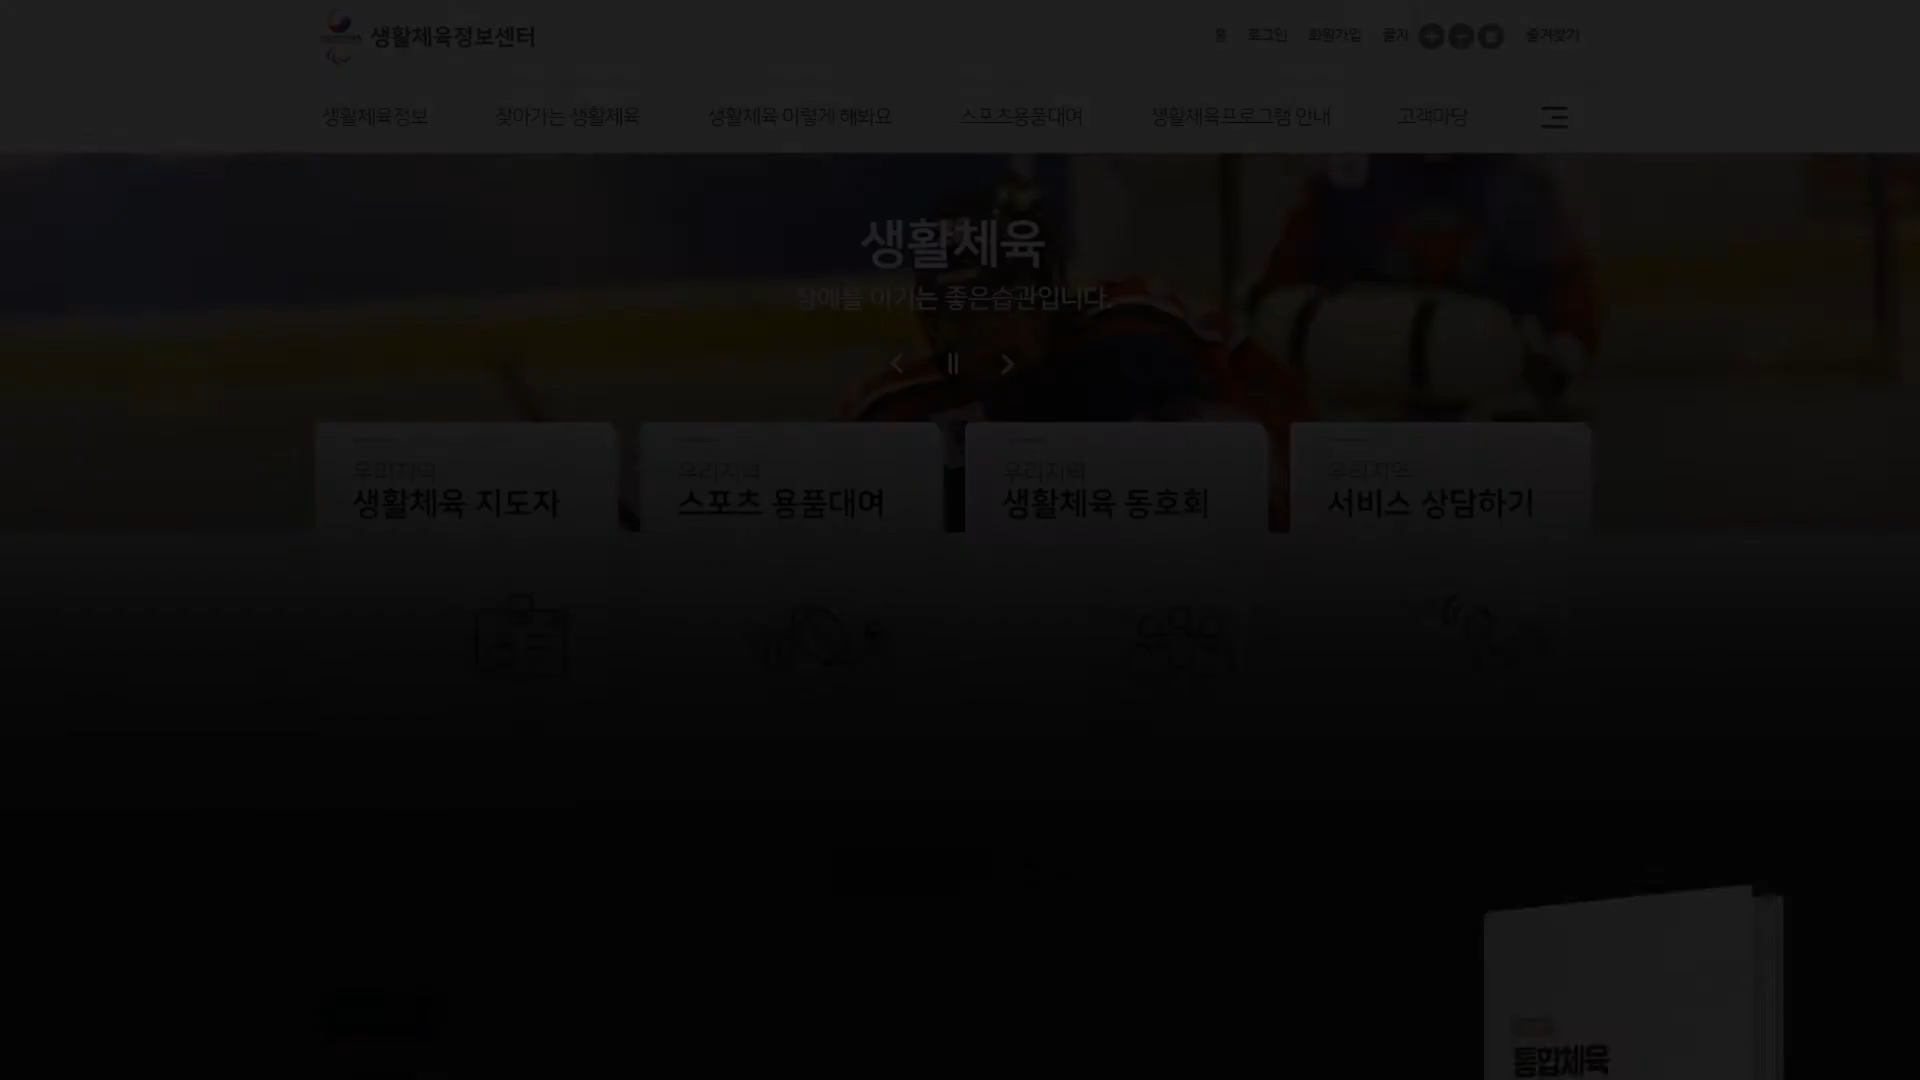 생활체육정보센터
홈 로그인 회원가입 글자 즐겨찾기
생활체육정보 찾아가는 생활체육 생활체육 이렇게 해봐요 스포츠용품대여 생활체육프로그램 안내 고객마당
생활체육
장애를 이기는 좋은습관입니다.
우리지역
생활체육 지도자
우리지역
스포츠 용품대여
우리지역
생활체육 동호회
우리지역
서비스 상담하기
통합체육